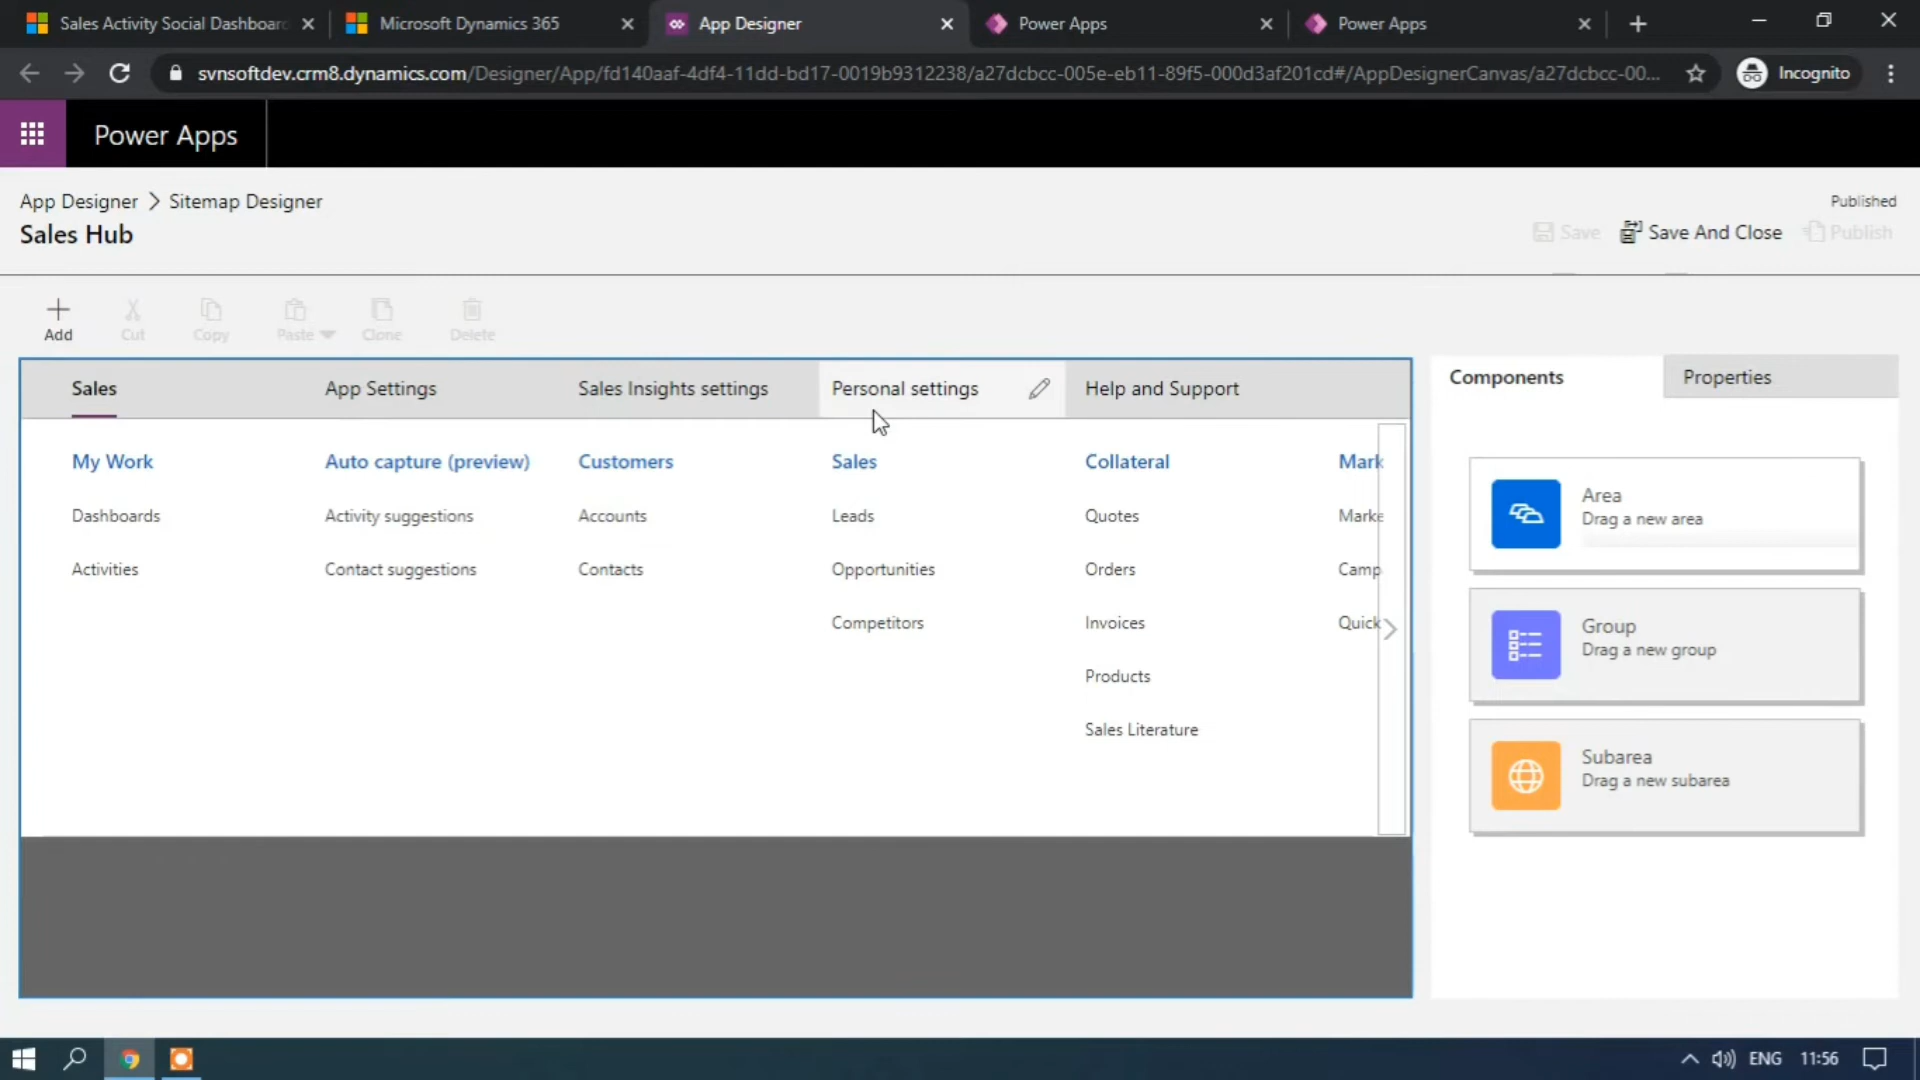 Sales Activity Social Dashboard
Microsoft Dynamics 365
App Designer
Power Apps
Power Apps
svnsoftdev.crm8.dynamics.com/Designer/App/fd140aaf-4df4-11dd-bd17-0019b9312238/a27dcbcc-005e-eb11-89f5-000d3af201cd#/AppDesignerCanvas/a27dcbcc-00...
Incognito
Power Apps
App Designer > Sitemap Designer
Published
Sales Hub
Save
Save And Close
Publish
Add
Cut
Copy
Paste
Clone
Delete
Sales
App Settings
Sales Insights settings
Personal settings
Help and Support
Components
Properties
My Work
Auto capture (preview)
Customers
Sales
Collateral
Mark
Dashboards
Activity suggestions
Accounts
Leads
Quotes
Marke
Activities
Contact suggestions
Contacts
Opportunities
Orders
Camp
Competitors
Invoices
Quick
Products
Sales Literature
Area
Drag a new area
Group
Drag a new group
Subarea
Drag a new subarea
ENG
11:56